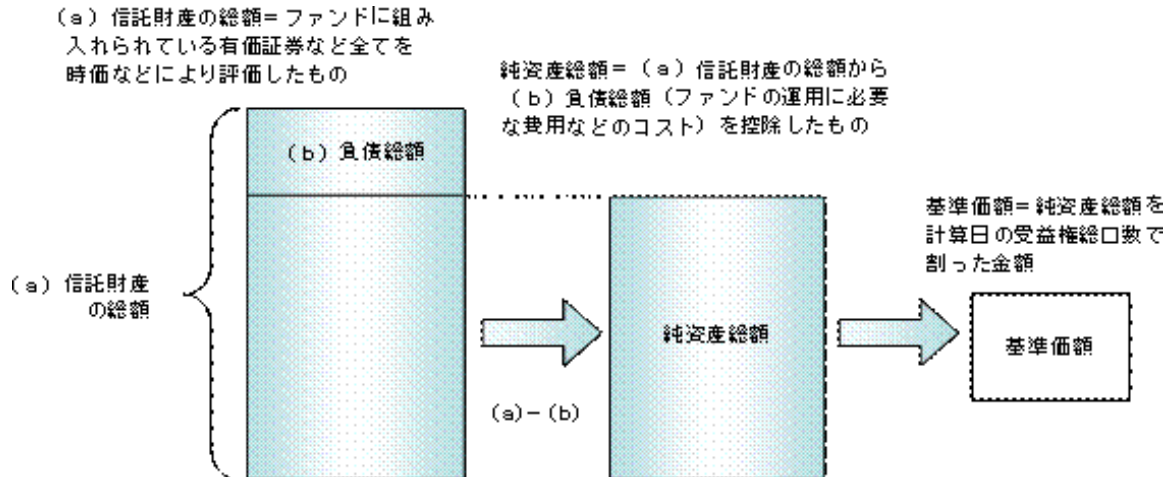 (a) 信託財産の総額=ファンドに組み
入れられている有価証券など全てを
時価などにより評価したもの
純資産総額=(a) 信託財産の総額から
(b) 負債総額(ファンドの運用に必要
な費用などのコスト)を控除したもの
(b) 負債総額
基準価額=純資産総額を
計算日の受益権総口数で
割った金額
(a) 信託財産
の総額
純資産総額
基準価額
(a)-(b)